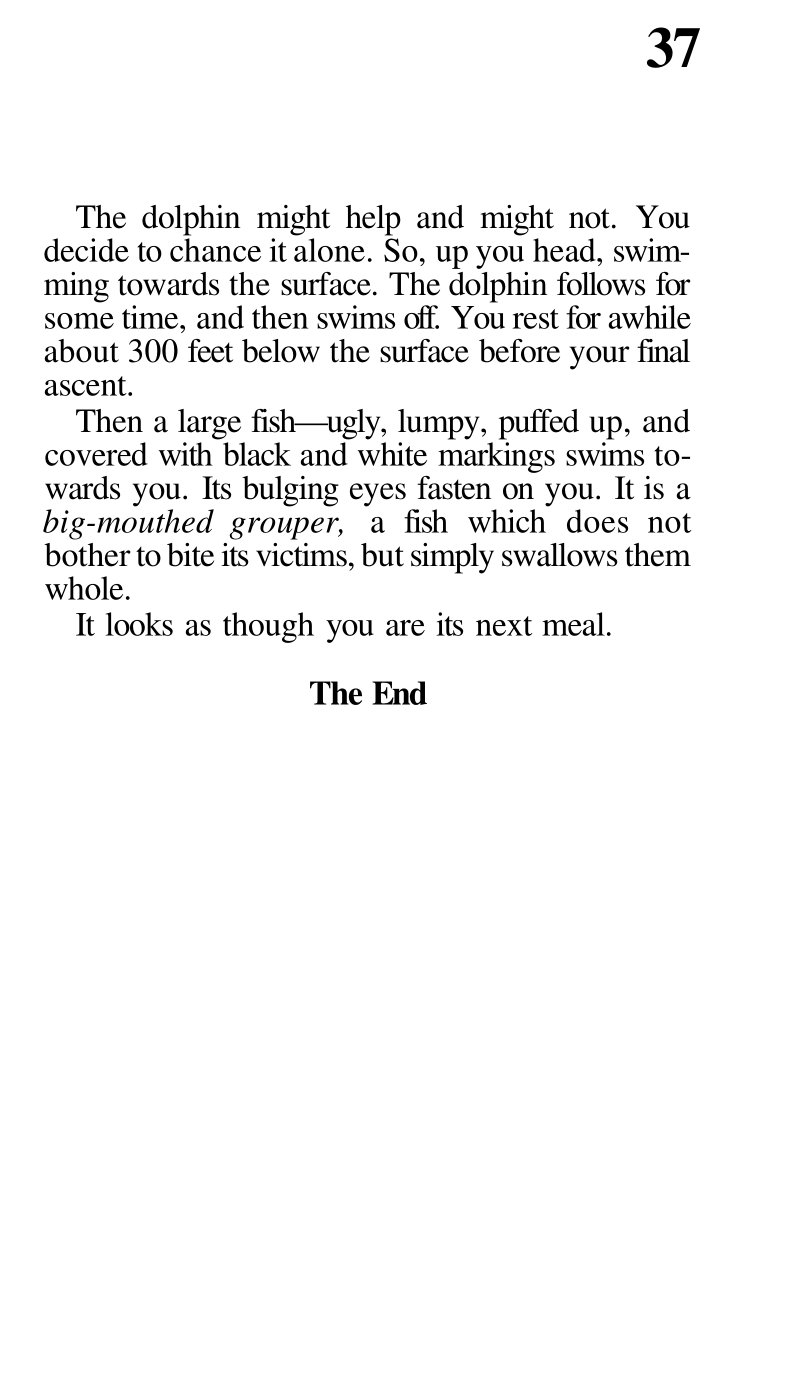 37
The dolphin might help and might not. You
decide to chance it alone. So, up you head, swim-
ming towards the surface. The dolphin follows for
some time, and then swims off. You rest for awhile
about 300 feet below the surface before your final
ascent.
Then a large fish—ugly, lumpy, puffed up, and
covered with black and white markings swims to-
wards you. Its bulging eyes fasten on you. It is a
big-mouthed grouper, a fish which does not
bother to bite its victims, but simply swallows them
whole.
It looks as though you are its next meal.
The End